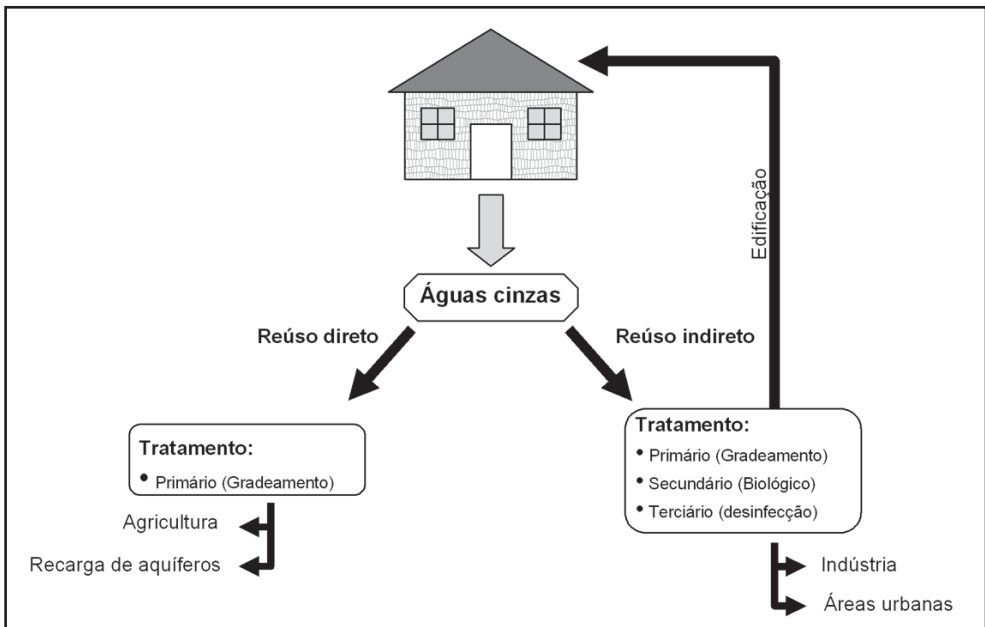 Edificação
Águas cinzas
Reúso direto
Reúso indireto
Tratamento:
• Primário (Gradeamento)
Agricultura
Recarga de aquíferos
Tratamento:
• Primário (Gradeamento)
• Secundário (Biológico)
• Terciário (desinfecção)
Indústria
Áreas urbanas